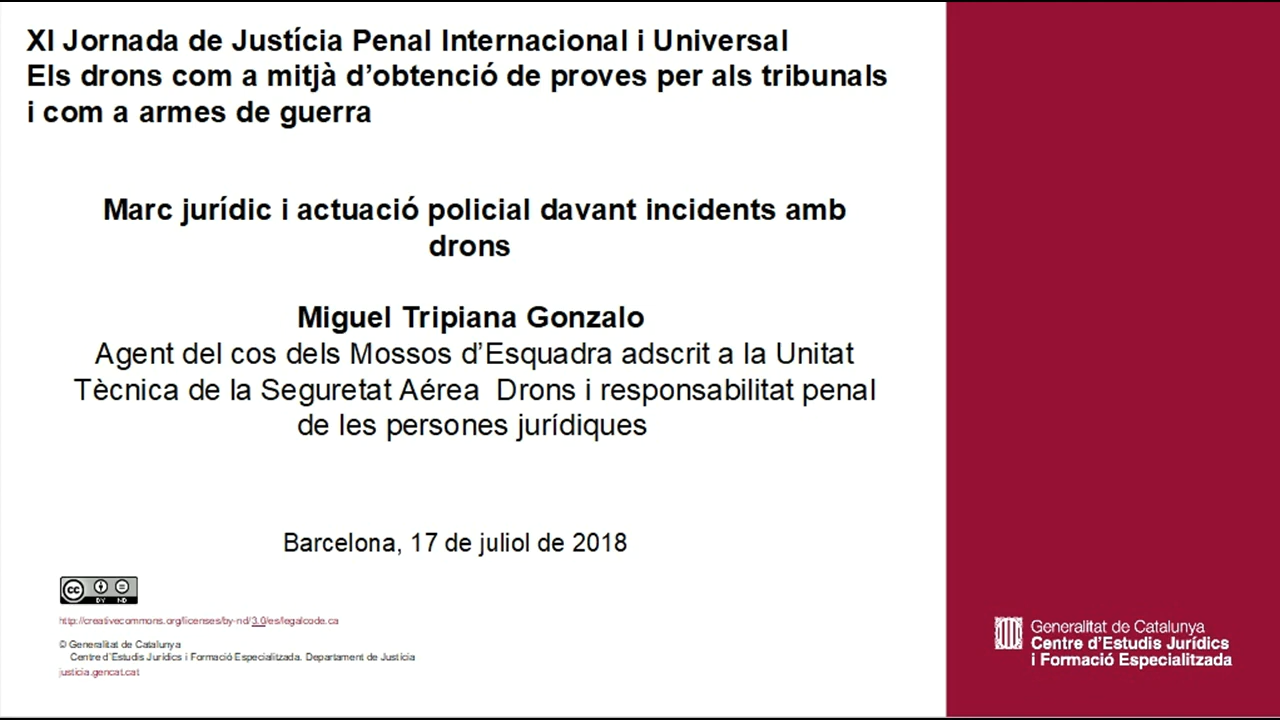 XI Jornada de Justícia Penal Internacional i Universal
Els drons com a mitjà d’obtenció de proves per als tribunals
i com a armes de guerra
Marc jurídic i actuació policial davant incidents amb
drons
Miguel Tripiana Gonzalo
Agent del cos dels Mossos d’Esquadra adscrit a la Unitat
Tècnica de la Seguretat Aérea Drons i responsabilitat penal
de les persones jurídiques
Barcelona, 17 de juliol de 2018
cc
BY ND
http://creativecommons.org/licenses/by-nd/3.0/es/legalcode.ca
© Generalitat de Catalunya
Centre d’Estudis Jurídics i Formació Especialitzada. Departament de Justícia
justicia.gencat.cat
Generalitat de Catalunya
Centre d’Estudis Jurídics
i Formació Especialitzada